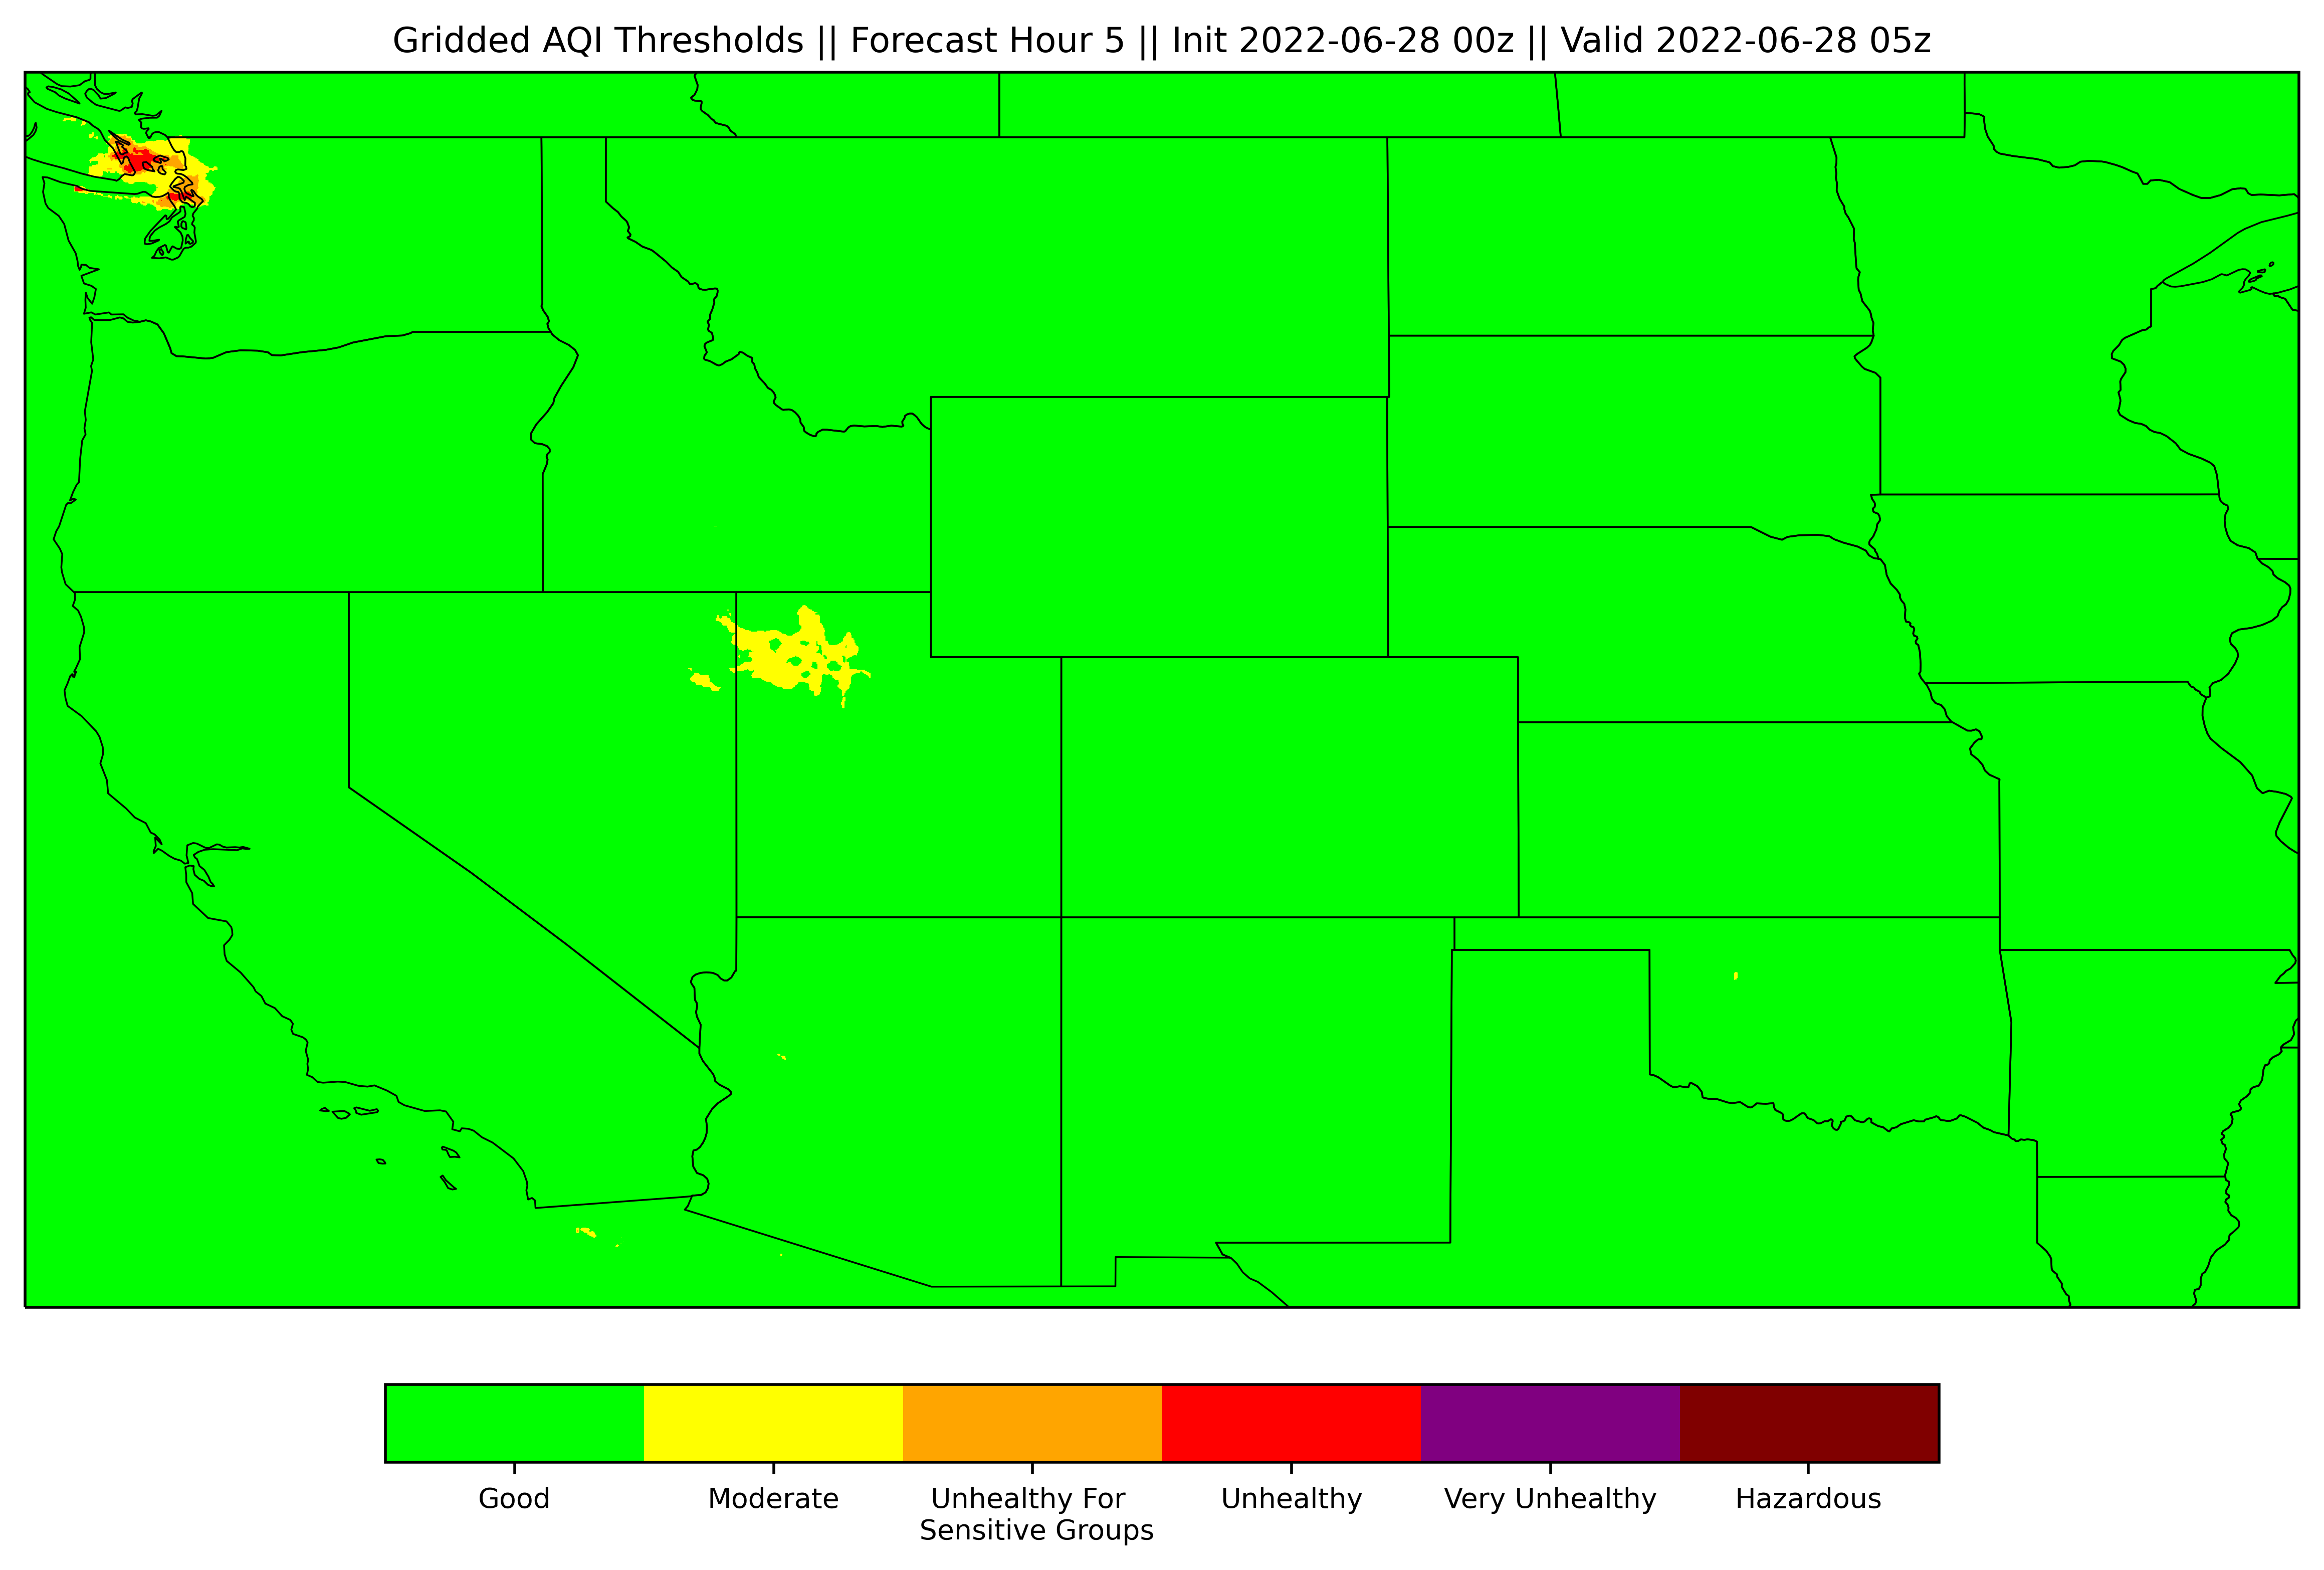 Gridded AQI Thresholds || Forecast Hour 5 || Init 2022-06-28 00z || Valid 2022-06-28 05z
Good
Moderate
Unhealthy For
Sensitive Groups
Unhealthy
Very Unhealthy
Hazardous